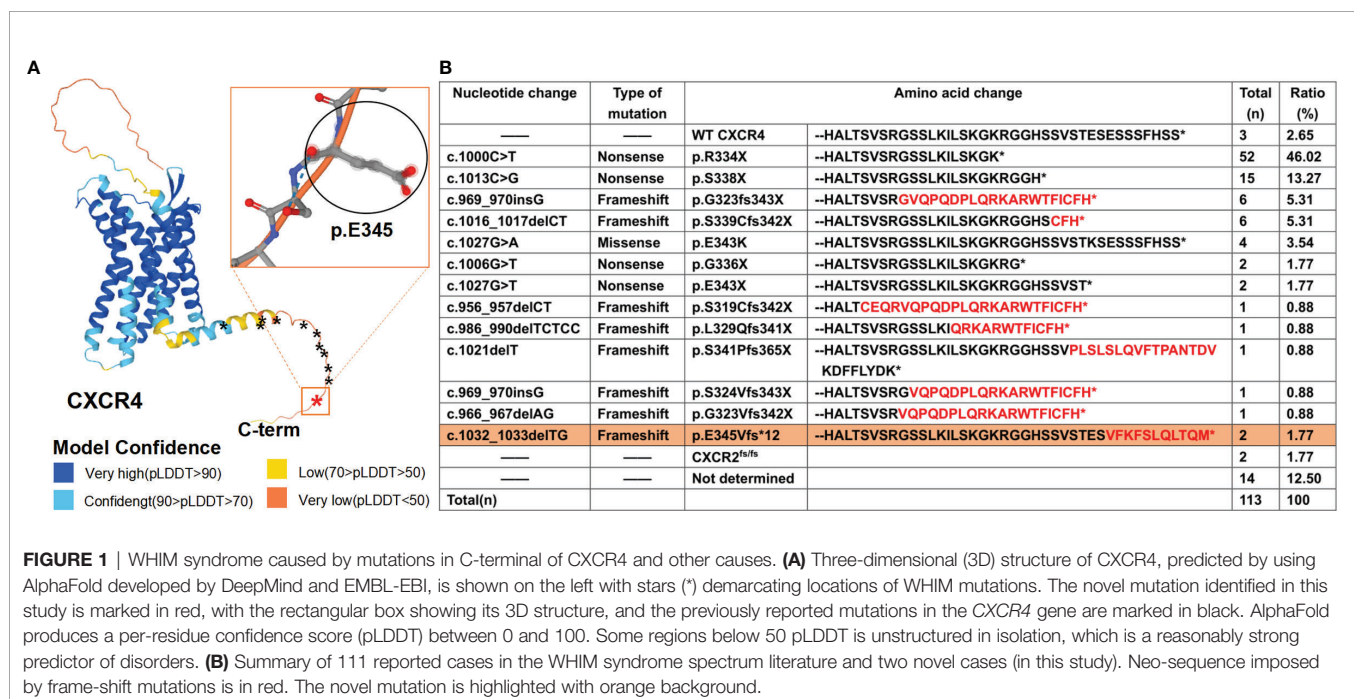 A
p.E345
CXCR4
C-term
Model Confidence
Very high(pLDDT>90)
Low(70>pLDDT>50)
Confidengt(90>pLDDT>70)
Very low(pLDDT<50)
B
Nucleotide change Type of mutation Amino acid change Total (n) Ratio (%)
—— —— WT CXCR4 --HALTSVSRGSSLKILSKGKRGGHSSVSTESESSSFHSS* 3 2.65
c.1000C>T Nonsense p.R334X --HALTSVSRGSSLKILSKGK* 52 46.02
c.1013C>G Nonsense p.S338X --HALTSVSRGSSLKILSKGKRGGH* 15 13.27
c.969_970insG Frameshift p.G323fs343X --HALTSVSRGVQPQDPLQRKARWTFICFH* 6 5.31
c.1016_1017delCT Frameshift p.S339Cfs342X --HALTSVSRGSSLKILSKGKRGGHSCFH* 6 5.31
c.1027G>A Missense p.E343K --HALTSVSRGSSLKILSKGKRGGHSSVSTKSESSSFHSS* 4 3.54
c.1006G>T Nonsense p.G336X --HALTSVSRGSSLKILSKGKRG* 2 1.77
c.1027G>T Nonsense p.E343X --HALTSVSRGSSLKILSKGKRGGHSSVST* 2 1.77
c.956_957delCT Frameshift p.S319Cfs342X --HALTCEQRVQPQDPLQRKARWTFICFH* 1 0.88
c.986_990delTCTCC Frameshift p.L329Qfs341X --HALTSVSRGSSLKIQRKARWTFICFH* 1 0.88
c.1021delT Frameshift p.S341Pfs365X --HALTSVSRGSSLKILSKGKRGGHSSVPLSLSLQVFTPANTDV 1 0.88
KDFFLYDK*
c.969_970insG Frameshift p.S324Vfs343X --HALTSVSRGVQPQDPLQRKARWTFICFH* 1 0.88
c.966_967delAG Frameshift p.G323Vfs342X --HALTSVSRVQPQDPLQRKARWTFICFH* 1 0.88
c.1032_1033delTG Frameshift p.E345Vfs*12 --HALTSVSRGSSLKILSKGKRGGHSSVSTESVFKFSLQLTQM* 2 1.77
—— —— CXCR2fs/fs 2 1.77
—— —— Not determined 14 12.50
Total(n) 113 100
FIGURE 1 | WHIM syndrome caused by mutations in C-terminal of CXCR4 and other causes. (A) Three-dimensional (3D) structure of CXCR4, predicted by using
AlphaFold developed by DeepMind and EMBL-EBI, is shown on the left with stars (*) demarcating locations of WHIM mutations. The novel mutation identified in this
study is marked in red, with the rectangular box showing its 3D structure, and the previously reported mutations in the CXCR4 gene are marked in black. AlphaFold
produces a per-residue confidence score (pLDDT) between 0 and 100. Some regions below 50 pLDDT is unstructured in isolation, which is a reasonably strong
predictor of disorders. (B) Summary of 111 reported cases in the WHIM syndrome spectrum literature and two novel cases (in this study). Neo-sequence imposed
by frame-shift mutations is in red. The novel mutation is highlighted with orange background.